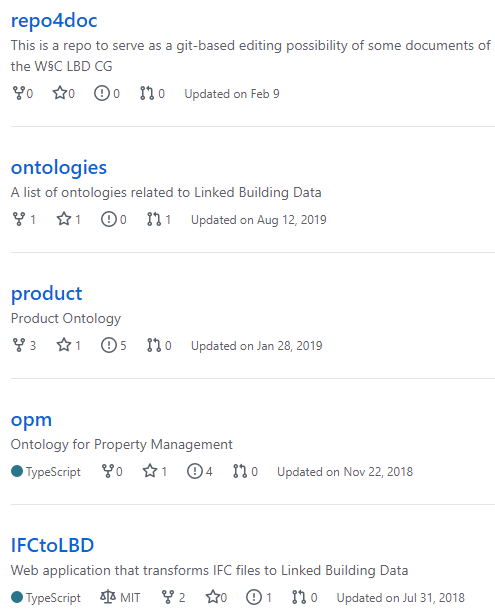 repo4doc
This is a repo to serve as a git-based editing possibility of some documents of
the W§C LBD CG
0 0 0 0 Updated on Feb 9
ontologies
A list of ontologies related to Linked Building Data
1 1 0 1 Updated on Aug 12, 2019
product
Product Ontology
3 1 5 0 Updated on Jan 28, 2019
opm
Ontology for Property Management
TypeScript 0 1 4 0 Updated on Nov 22, 2018
IFCtoLBD
Web application that transforms IFC files to Linked Building Data
TypeScript MIT 2 0 1 0 Updated on Jul 31, 2018